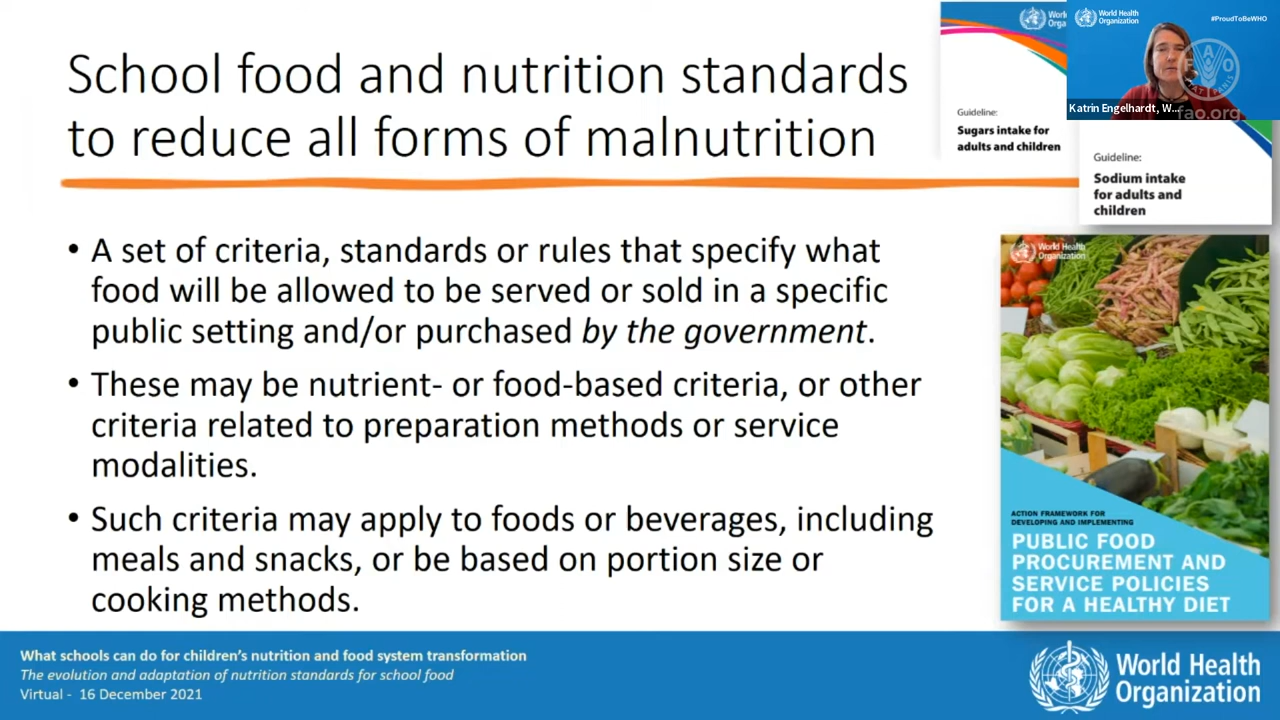 School food and nutrition standards
to reduce all forms of malnutrition
• A set of criteria, standards or rules that specify what
food will be allowed to be served or sold in a specific
public setting and/or purchased by the government.
• These may be nutrient- or food-based criteria, or other
criteria related to preparation methods or service
modalities.
• Such criteria may apply to foods or beverages, including
meals and snacks, or be based on portion size or
cooking methods.
Guideline:
Sugars intake for
adults and children
World Health
Organization
#ProudToBeWHO
Katrin Engelhardt, W...
FAO
fao.org
Guideline:
Sodium intake
for adults and
children
World Health
Organization
ACTION FRAMEWORK FOR
DEVELOPING AND IMPLEMENTING
PUBLIC FOOD
PROCUREMENT AND
SERVICE POLICIES
FOR A HEALTHY DIET
What schools can do for children’s nutrition and food system transformation
The evolution and adaptation of nutrition standards for school food
Virtual - 16 December 2021
World Health
Organization